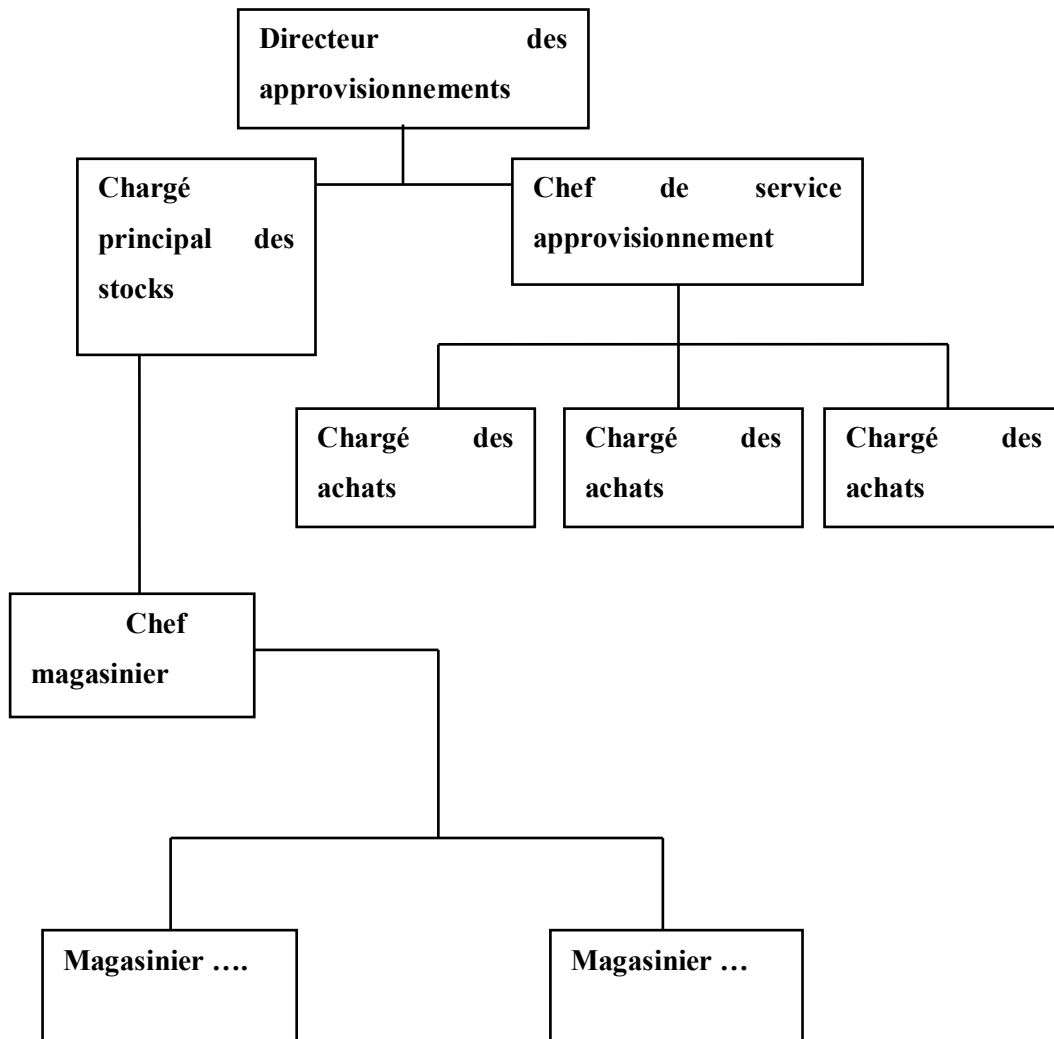 Directeur des
approvisionnements
Chargé
principal des
stocks
Chef de service
approvisionnement
Chargé des
achats
Chargé des
achats
Chargé des
achats
Chef
magasinier
Magasinier ….
Magasinier …